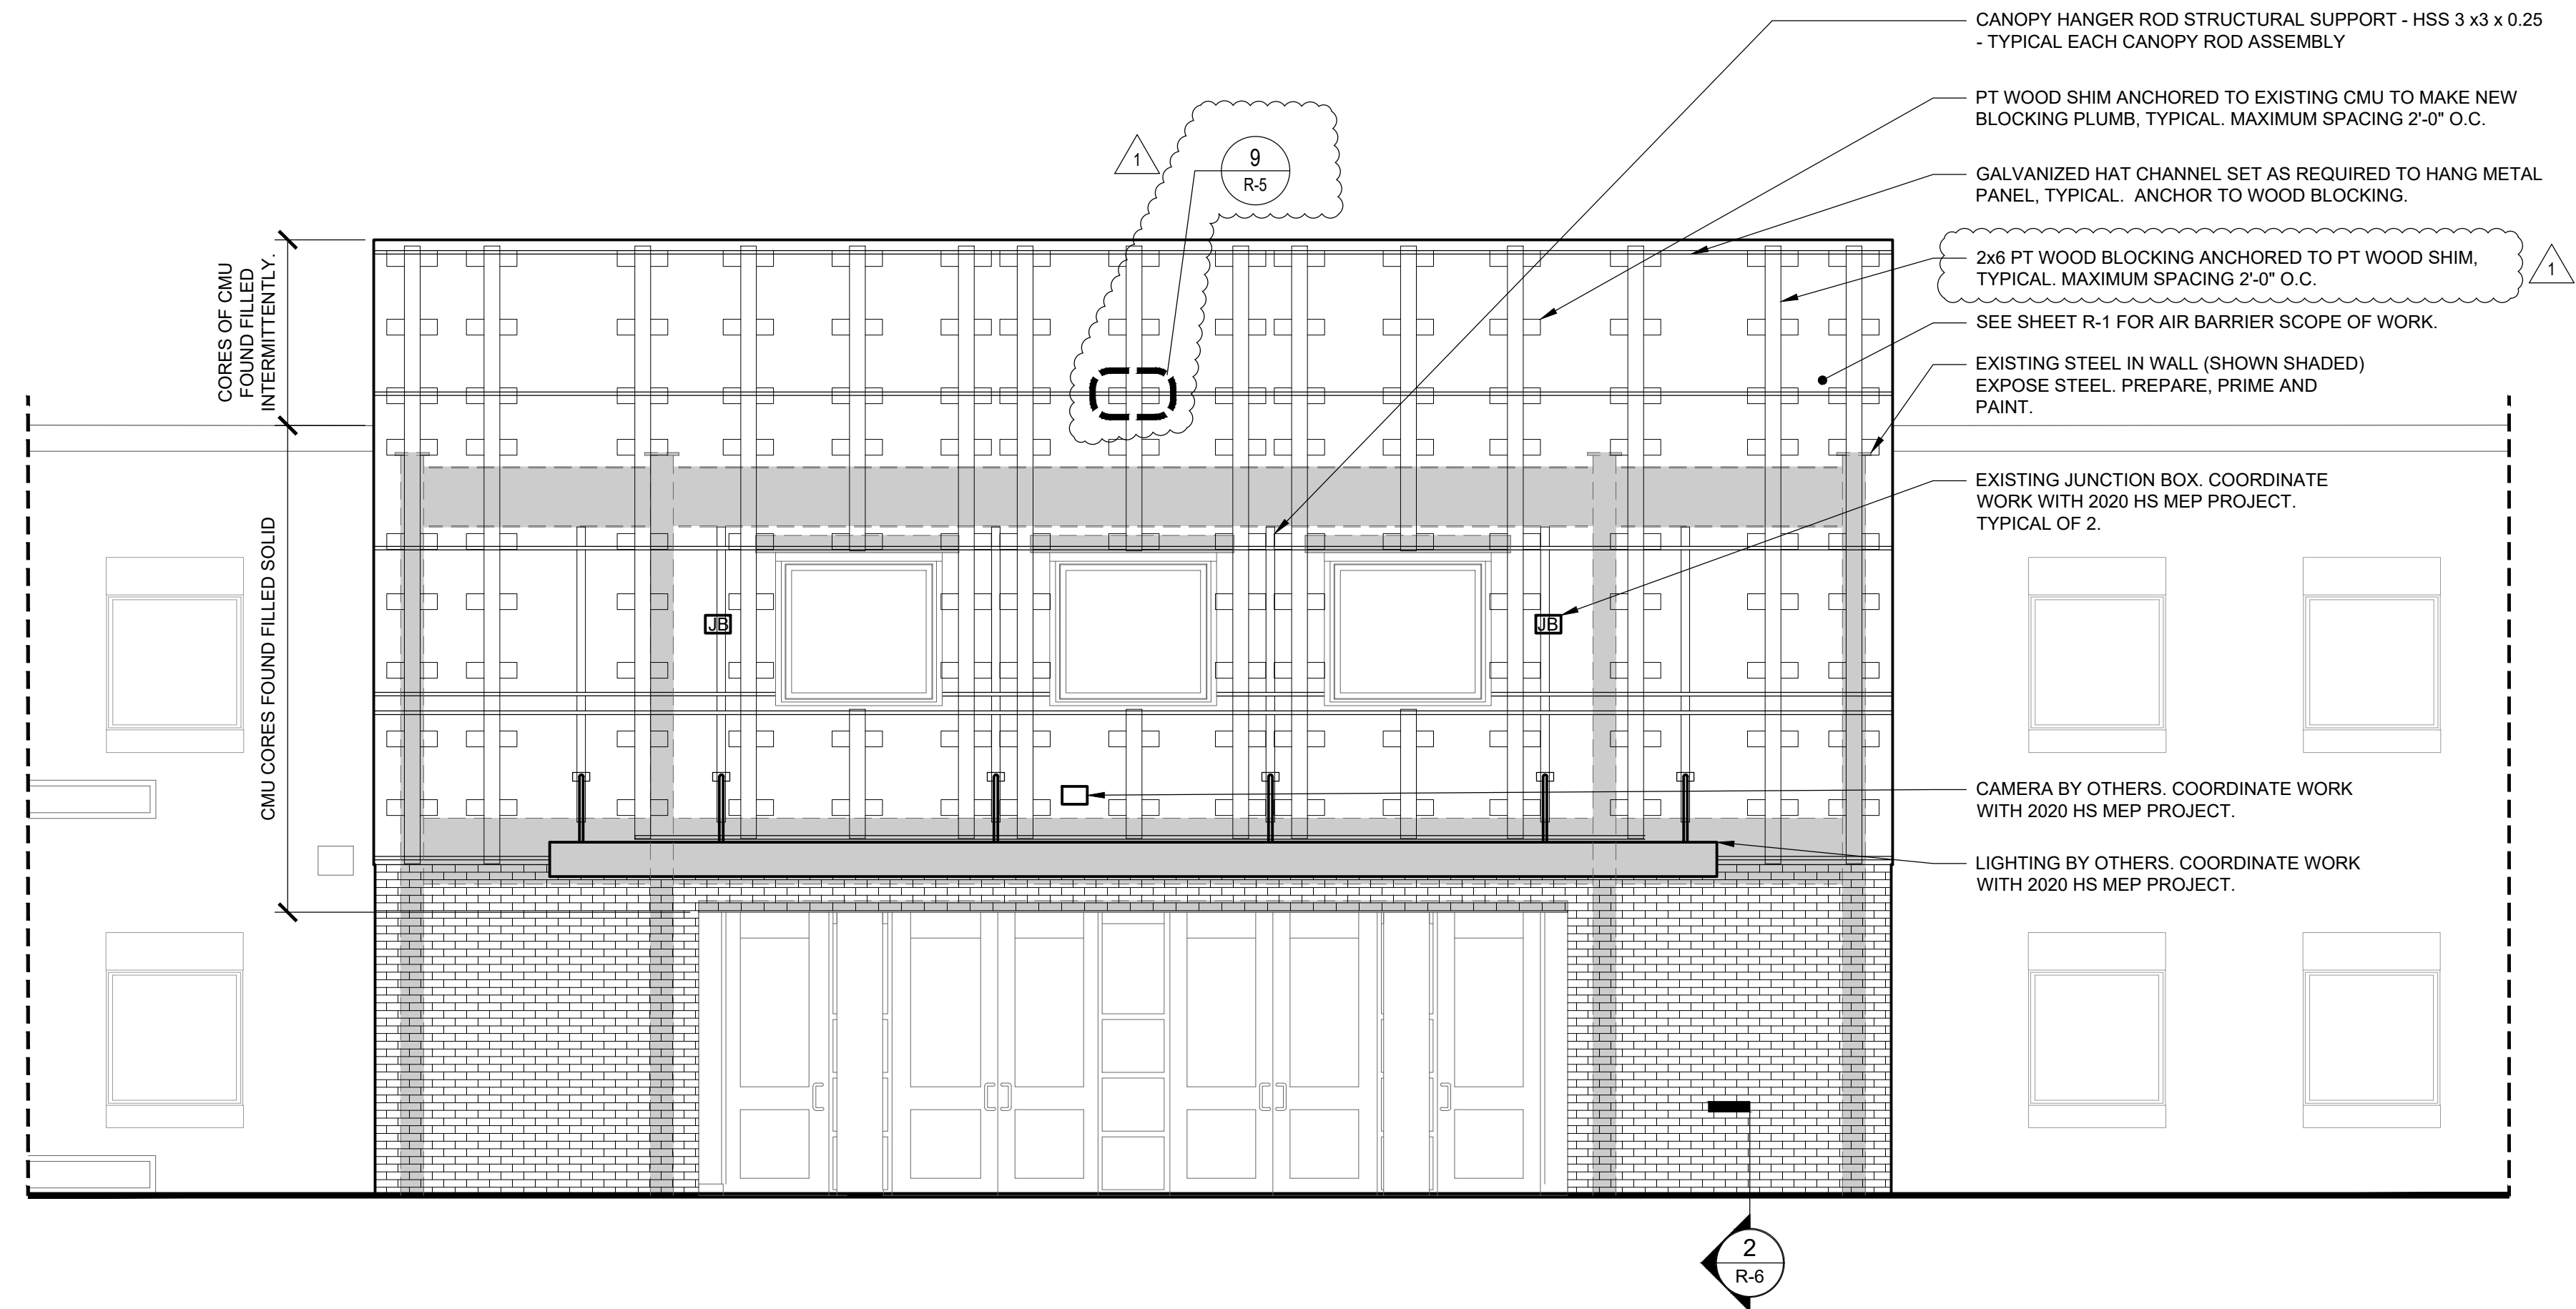 CANOPY HANGER ROD STRUCTURAL SUPPORT - HSS 3 x3 x 0.25
- TYPICAL EACH CANOPY ROD ASSEMBLY
PT WOOD SHIM ANCHORED TO EXISTING CMU TO MAKE NEW
BLOCKING PLUMB, TYPICAL. MAXIMUM SPACING 2'-0" O.C.
1
9
R-5
GALVANIZED HAT CHANNEL SET AS REQUIRED TO HANG METAL
PANEL, TYPICAL.  ANCHOR TO WOOD BLOCKING.
2x6 PT WOOD BLOCKING ANCHORED TO PT WOOD SHIM,
TYPICAL. MAXIMUM SPACING 2'-0" O.C.
1
CORES OF CMU
FOUND FILLED
INTERMITTENTLY.
SEE SHEET R-1 FOR AIR BARRIER SCOPE OF WORK.
EXISTING STEEL IN WALL (SHOWN SHADED)
EXPOSE STEEL. PREPARE, PRIME AND
PAINT.
EXISTING JUNCTION BOX. COORDINATE
WORK WITH 2020 HS MEP PROJECT.
TYPICAL OF 2.
CMU CORES FOUND FILLED SOLID
JB
JB
CAMERA BY OTHERS. COORDINATE WORK
WITH 2020 HS MEP PROJECT.
LIGHTING BY OTHERS. COORDINATE WORK
WITH 2020 HS MEP PROJECT.
2
R-6